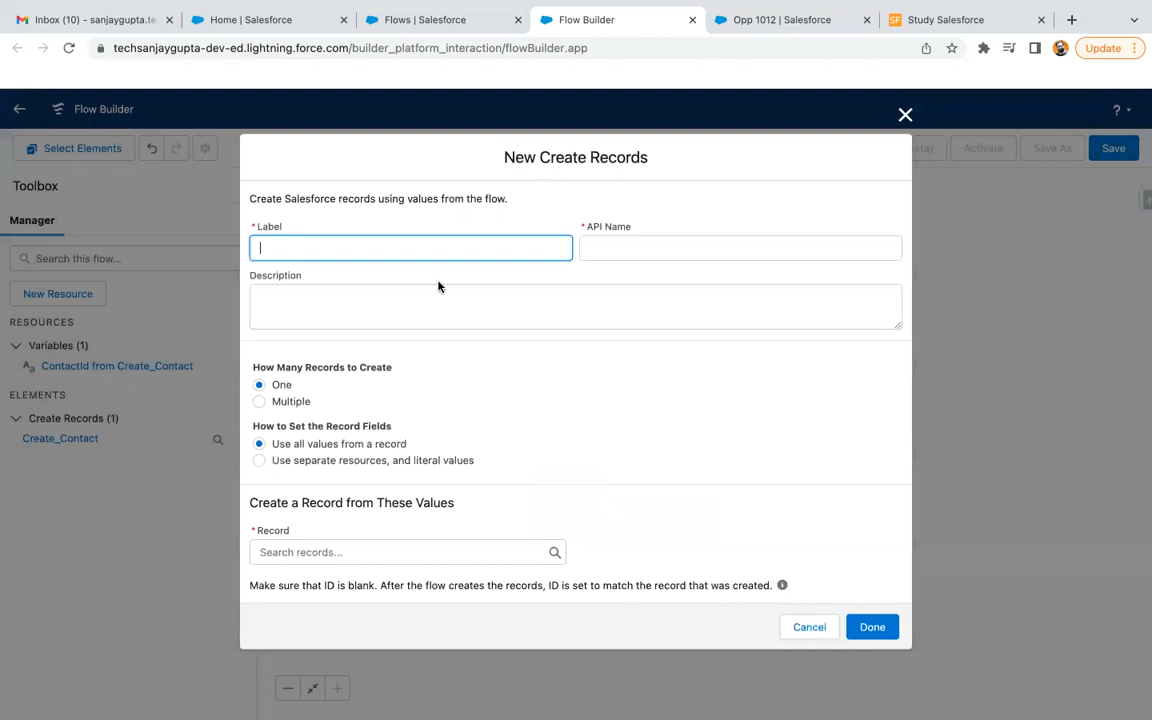 Inbox (10) - sanjaygupta.te
Home | Salesforce
Flows | Salesforce
Flow Builder
Opp 1012 | Salesforce
SF Study Salesforce
techsanjaygupta-dev-ed.lightning.force.com/builder_platform_interaction/flowBuilder.app
Update
Flow Builder
?
Select Elements
Activate
Save As
Save
Toolbox
Manager
Search this flow...
New Resource
RESOURCES
Variables (1)
ContactId from Create_Contact
ELEMENTS
Create Records (1)
Create_Contact
New Create Records
Create Salesforce records using values from the flow.
* Label
* API Name
Description
How Many Records to Create
One
Multiple
How to Set the Record Fields
Use all values from a record
Use separate resources, and literal values
Create a Record from These Values
* Record
Search records...
Make sure that ID is blank. After the flow creates the records, ID is set to match the record that was created.
Cancel
Done